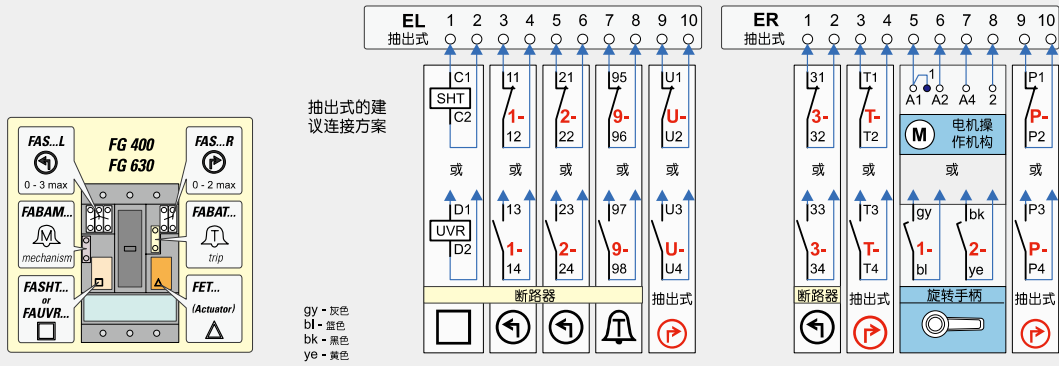 EL 1 2 3 4 5 6 7 8 9 10
抽出式
ER 1 2 3 4 5 6 7 8 9 10
抽出式
抽出式的建
议连接方案
FAS...L
0 - 3 max
FG 400
FG 630
FAS...R
0 - 2 max
FABAM...
M
mechanism
FABAT...
T
trip
FASHT...
or
FAUVR...
FET...
(Actuator)
gy - 灰色
bl - 篮色
bk - 黑色
ye - 黄色
C1 11 21 95 U1
SHT 1- 2- 9- U-
C2 12 22 96 U2
或 或 或 或 或
D1 13 23 97 U3
UVR 1- 2- 9- U-
D2 14 24 98 U4
断路器 抽出式
T
31 T1 1 P1
A1 A2 A4 2
3- T- P-
32 T2 M 电机操 P2
作机构
或 或 或 或
33 T3 gy bk P3
3- T- 1- 2- P-
34 T4 bl ye P4
断路器 抽出式 旋转手柄 抽出式